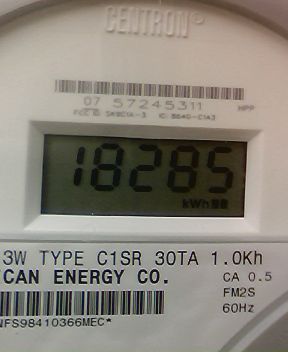 CENTRON®
07 57245311
HPP
18285
kWh
3W TYPE C1SR 30TA 1.0Kh
CAN ENERGY CO.
CA 0.5
FM2S
60Hz
NFS98410366MEC*